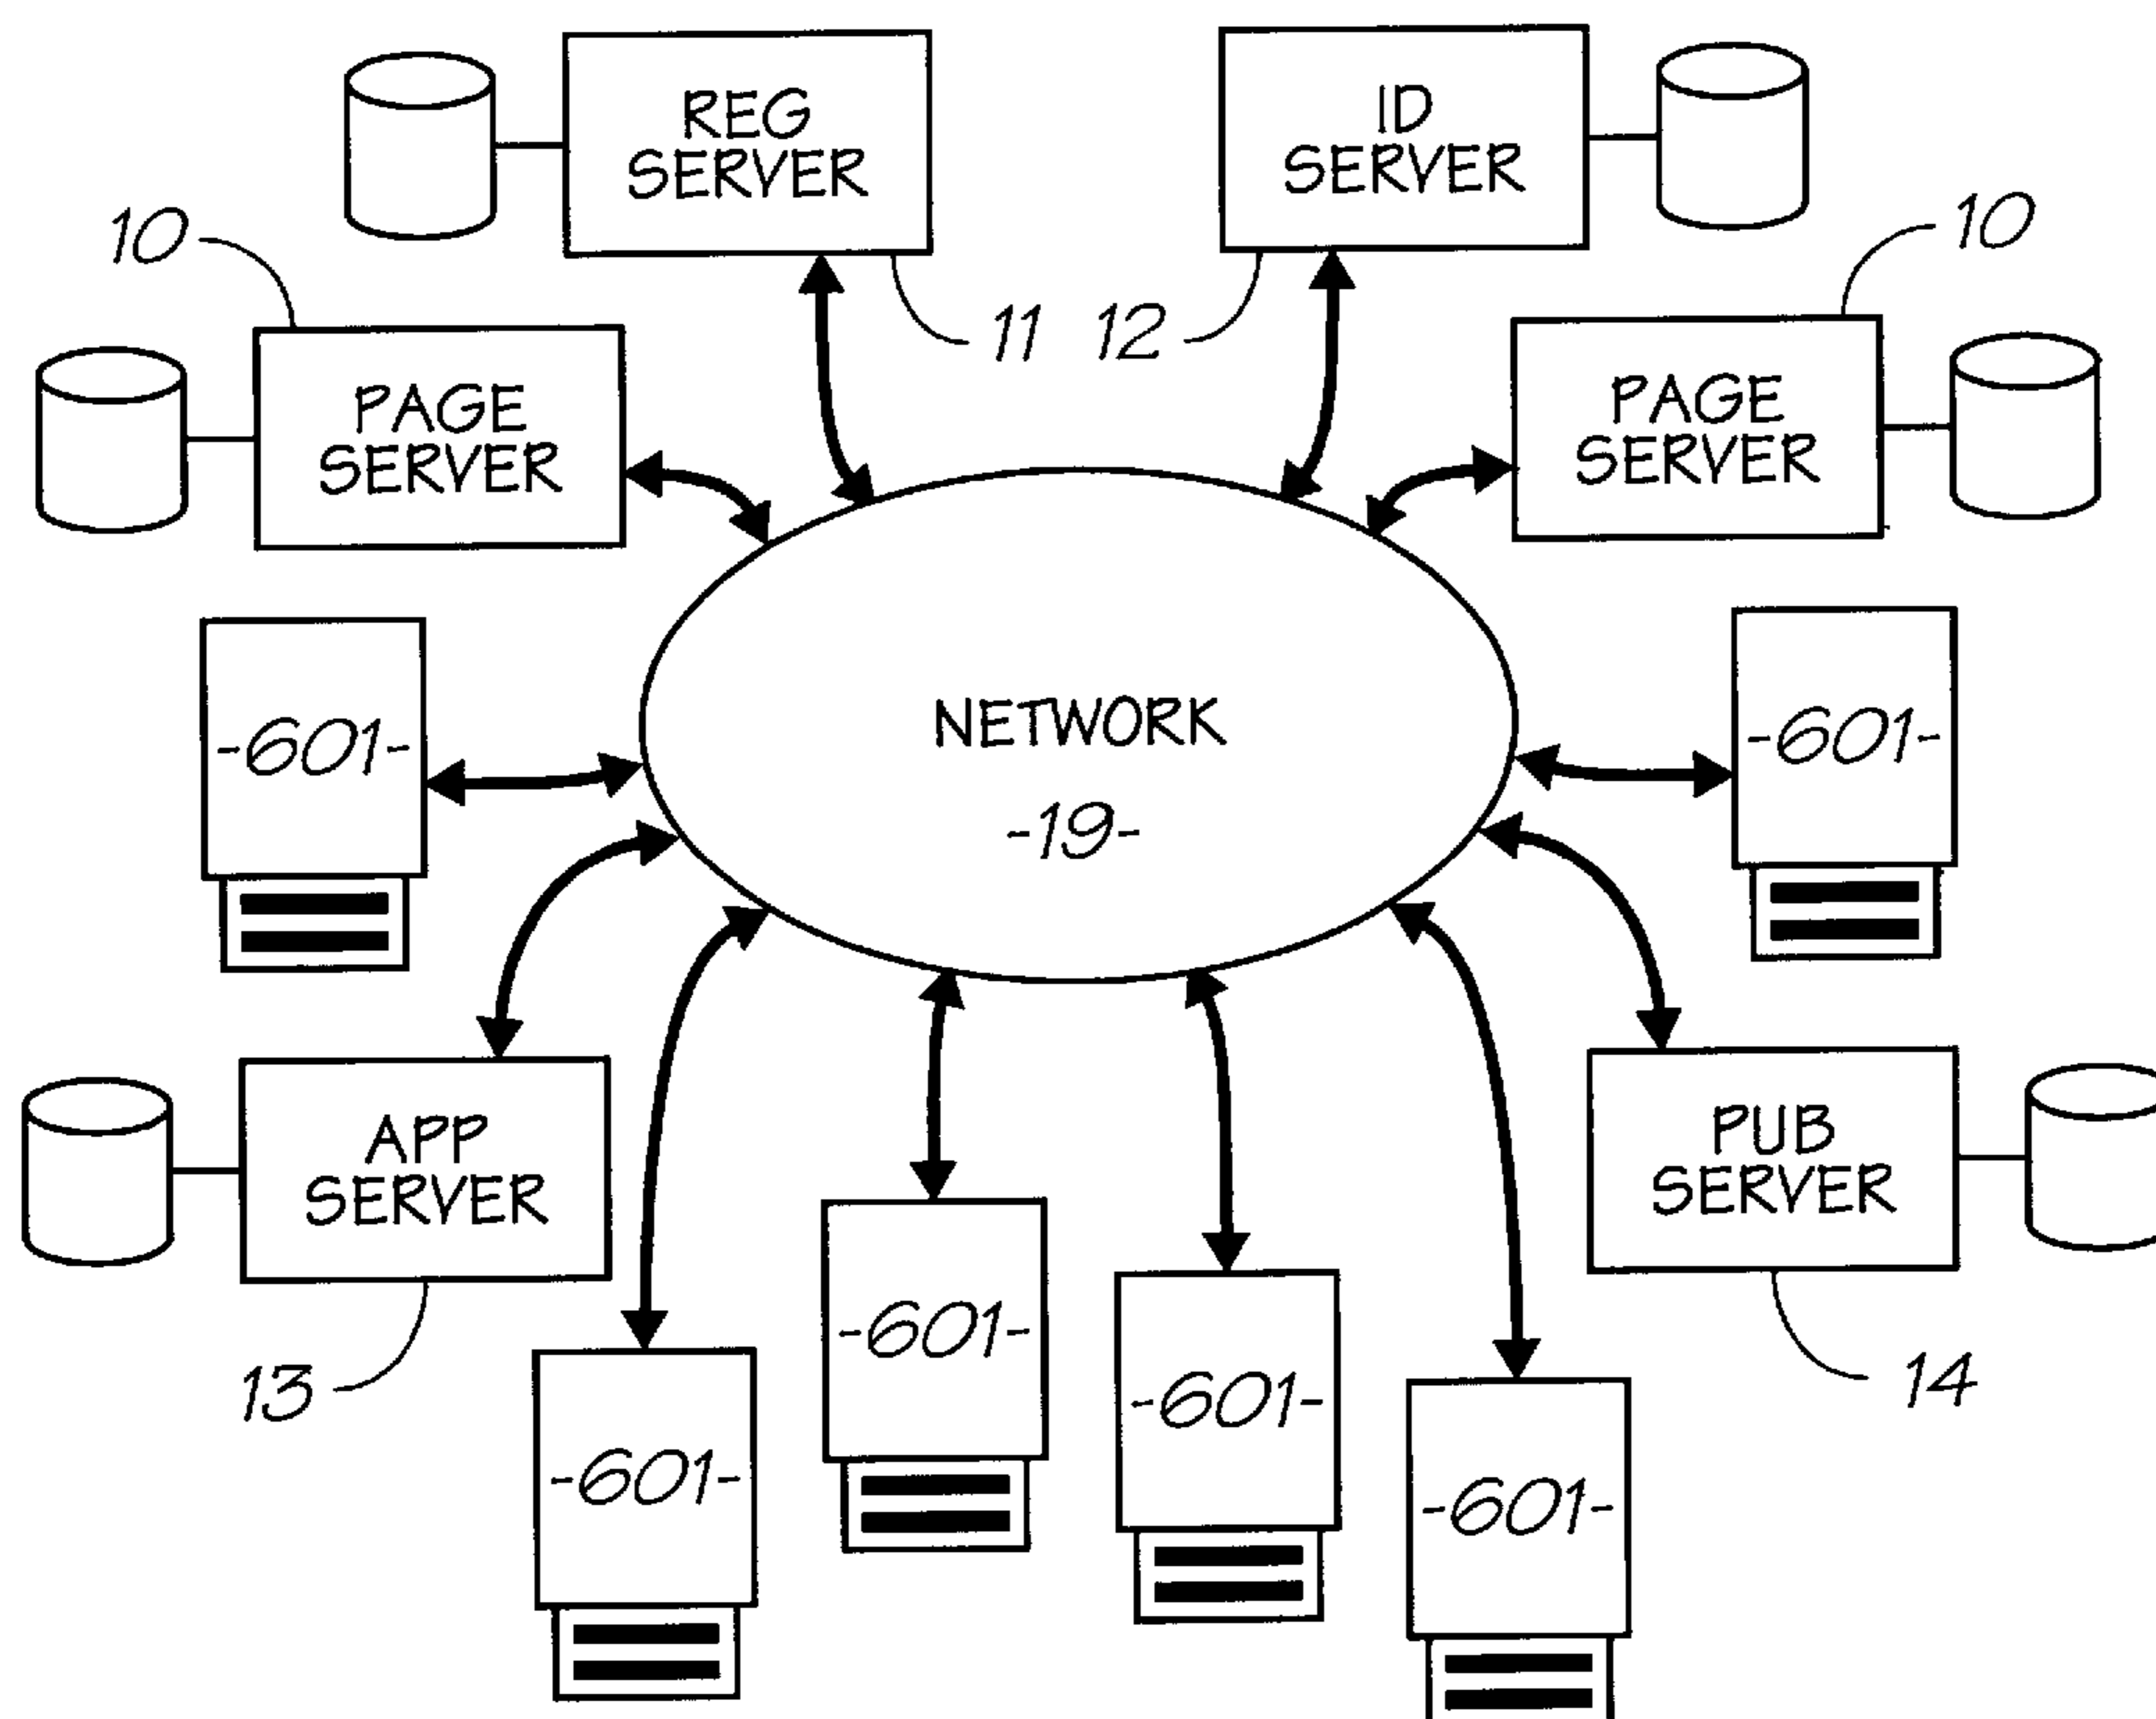 REG
SERVER
ID
SERVER
10
10
11
12
PAGE
SERVER
PAGE
SERVER
-601-
NETWORK
-19-
-601-
APP
SERVER
PUB
SERVER
-601-
-601-
13
14
-601-
-601-